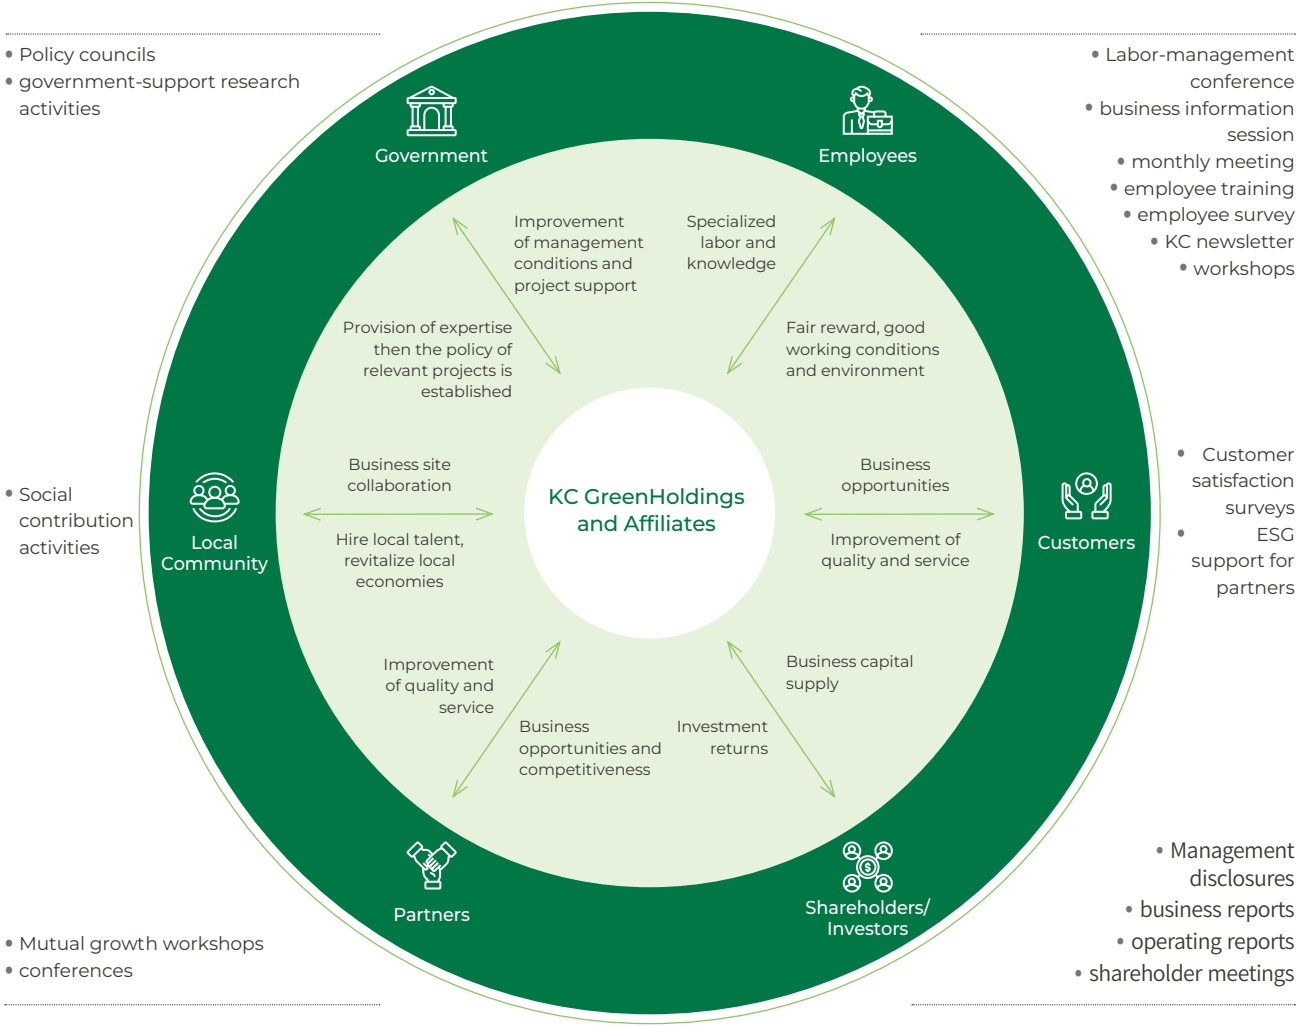 • Policy councils
• government-support research
activities
Government
Employees
• Labor-management
conference
• business information
session
• monthly meeting
• employee training
• employee survey
• KC newsletter
• workshops
Improvement
of management
conditions and
project support
Specialized
labor and
knowledge
Provision of expertise
then the policy of
relevant projects is
established
Fair reward, good
working conditions
and environment
• Social
contribution
activities
Local
Community
Business site
collaboration
Hire local talent,
revitalize local
economies
KC GreenHoldings
and Affiliates
Business
opportunities
Improvement of
quality and service
Customers
• Customer
satisfaction
surveys
• ESG
support for
partners
Improvement
of quality and
service
Business
opportunities and
competitiveness
Business capital
supply
Investment
returns
Partners
Shareholders/
Investors
• Mutual growth workshops
• conferences
• Management
disclosures
• business reports
• operating reports
• shareholder meetings